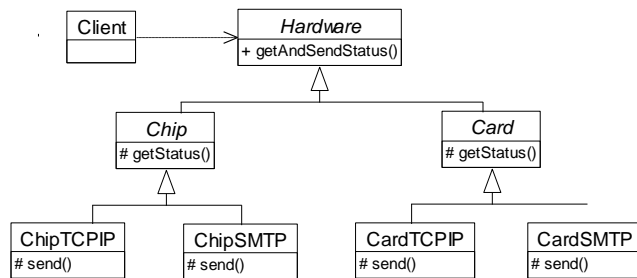 Client
Hardware
+ getAndSendStatus()
Chip
# getStatus()
Card
# getStatus()
ChipTCPIP
# send()
ChipSMTP
# send()
CardTCPIP
# send()
CardSMTP
# send()